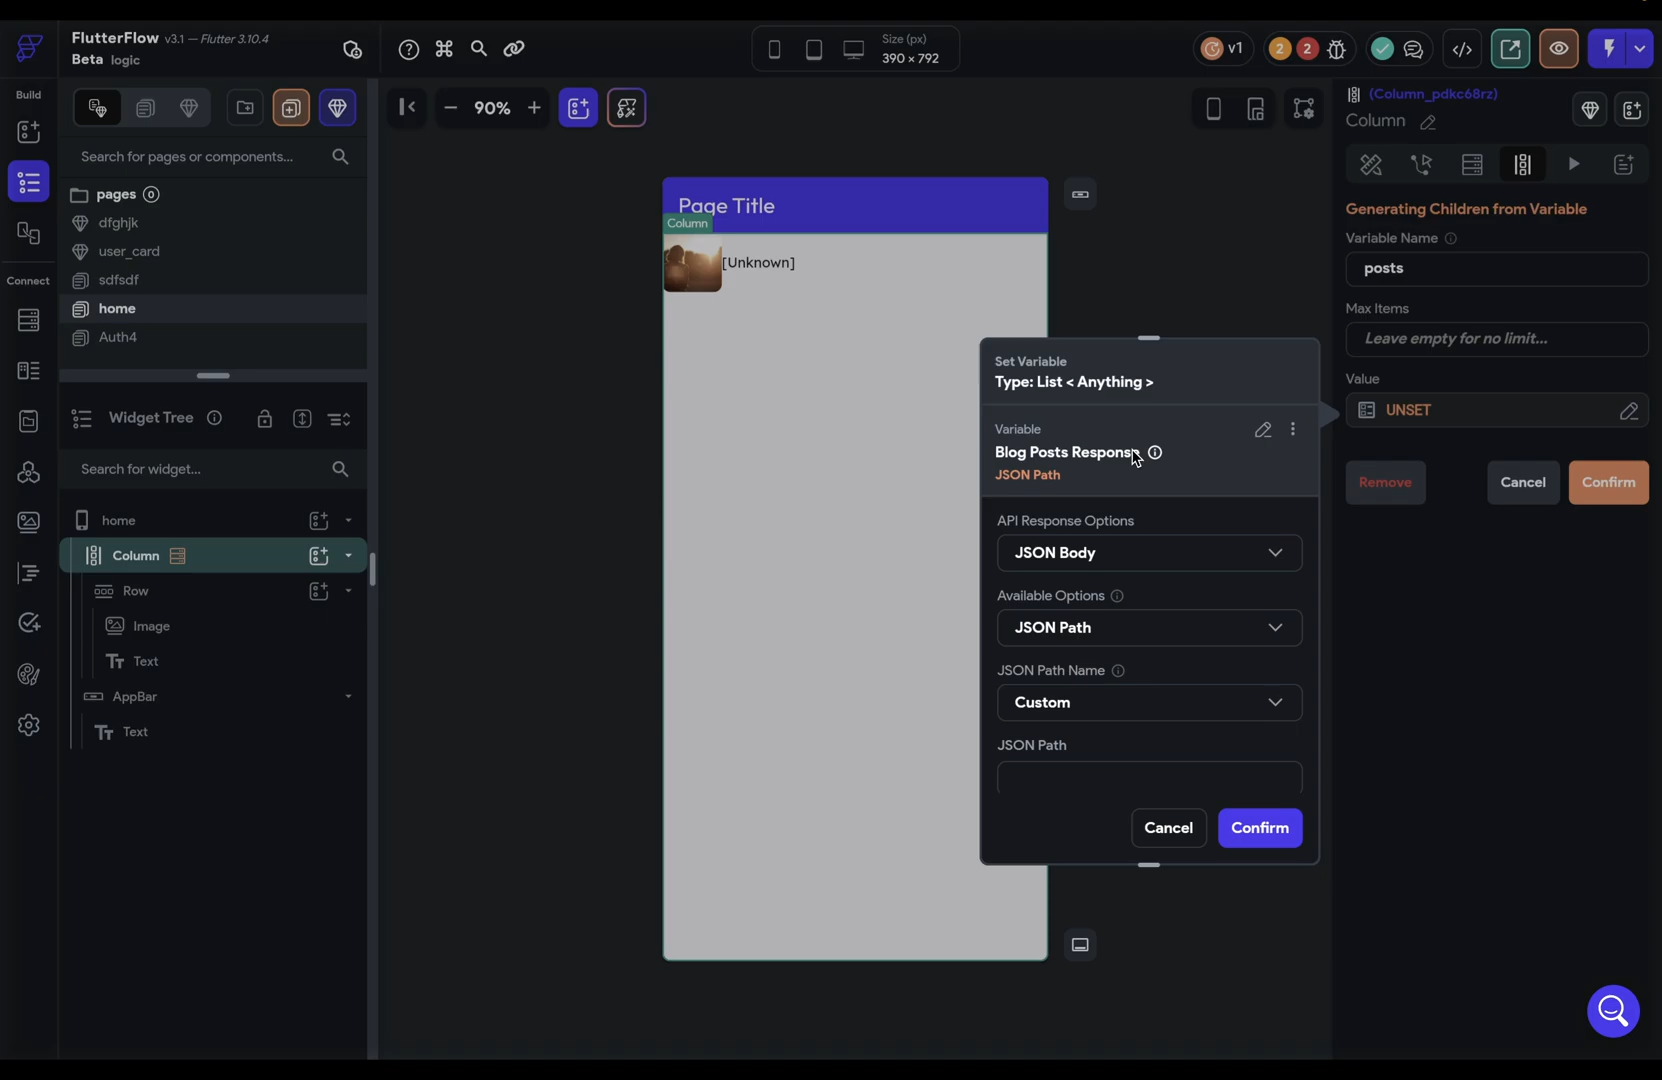 FlutterFlow v3.1 — Flutter 3.10.4
Beta logic
Size (px)
390 × 792
v1
2 2
Build
90%
(Column_pdkc68rz)
Column
Search for pages or components...
pages 0
dfghjk
user_card
sdfsdf
home
Auth4
Connect
Widget Tree
Search for widget...
home
Column
Row
Image
Tт Text
AppBar
Tт Text
Page Title
Column
[Unknown]
Set Variable
Type: List < Anything >
Variable
Blog Posts Response
JSON Path
API Response Options
JSON Body
Available Options
JSON Path
JSON Path Name
Custom
JSON Path
Cancel Confirm
Generating Children from Variable
Variable Name
posts
Max Items
Leave empty for no limit...
Value
UNSET
Remove Cancel Confirm